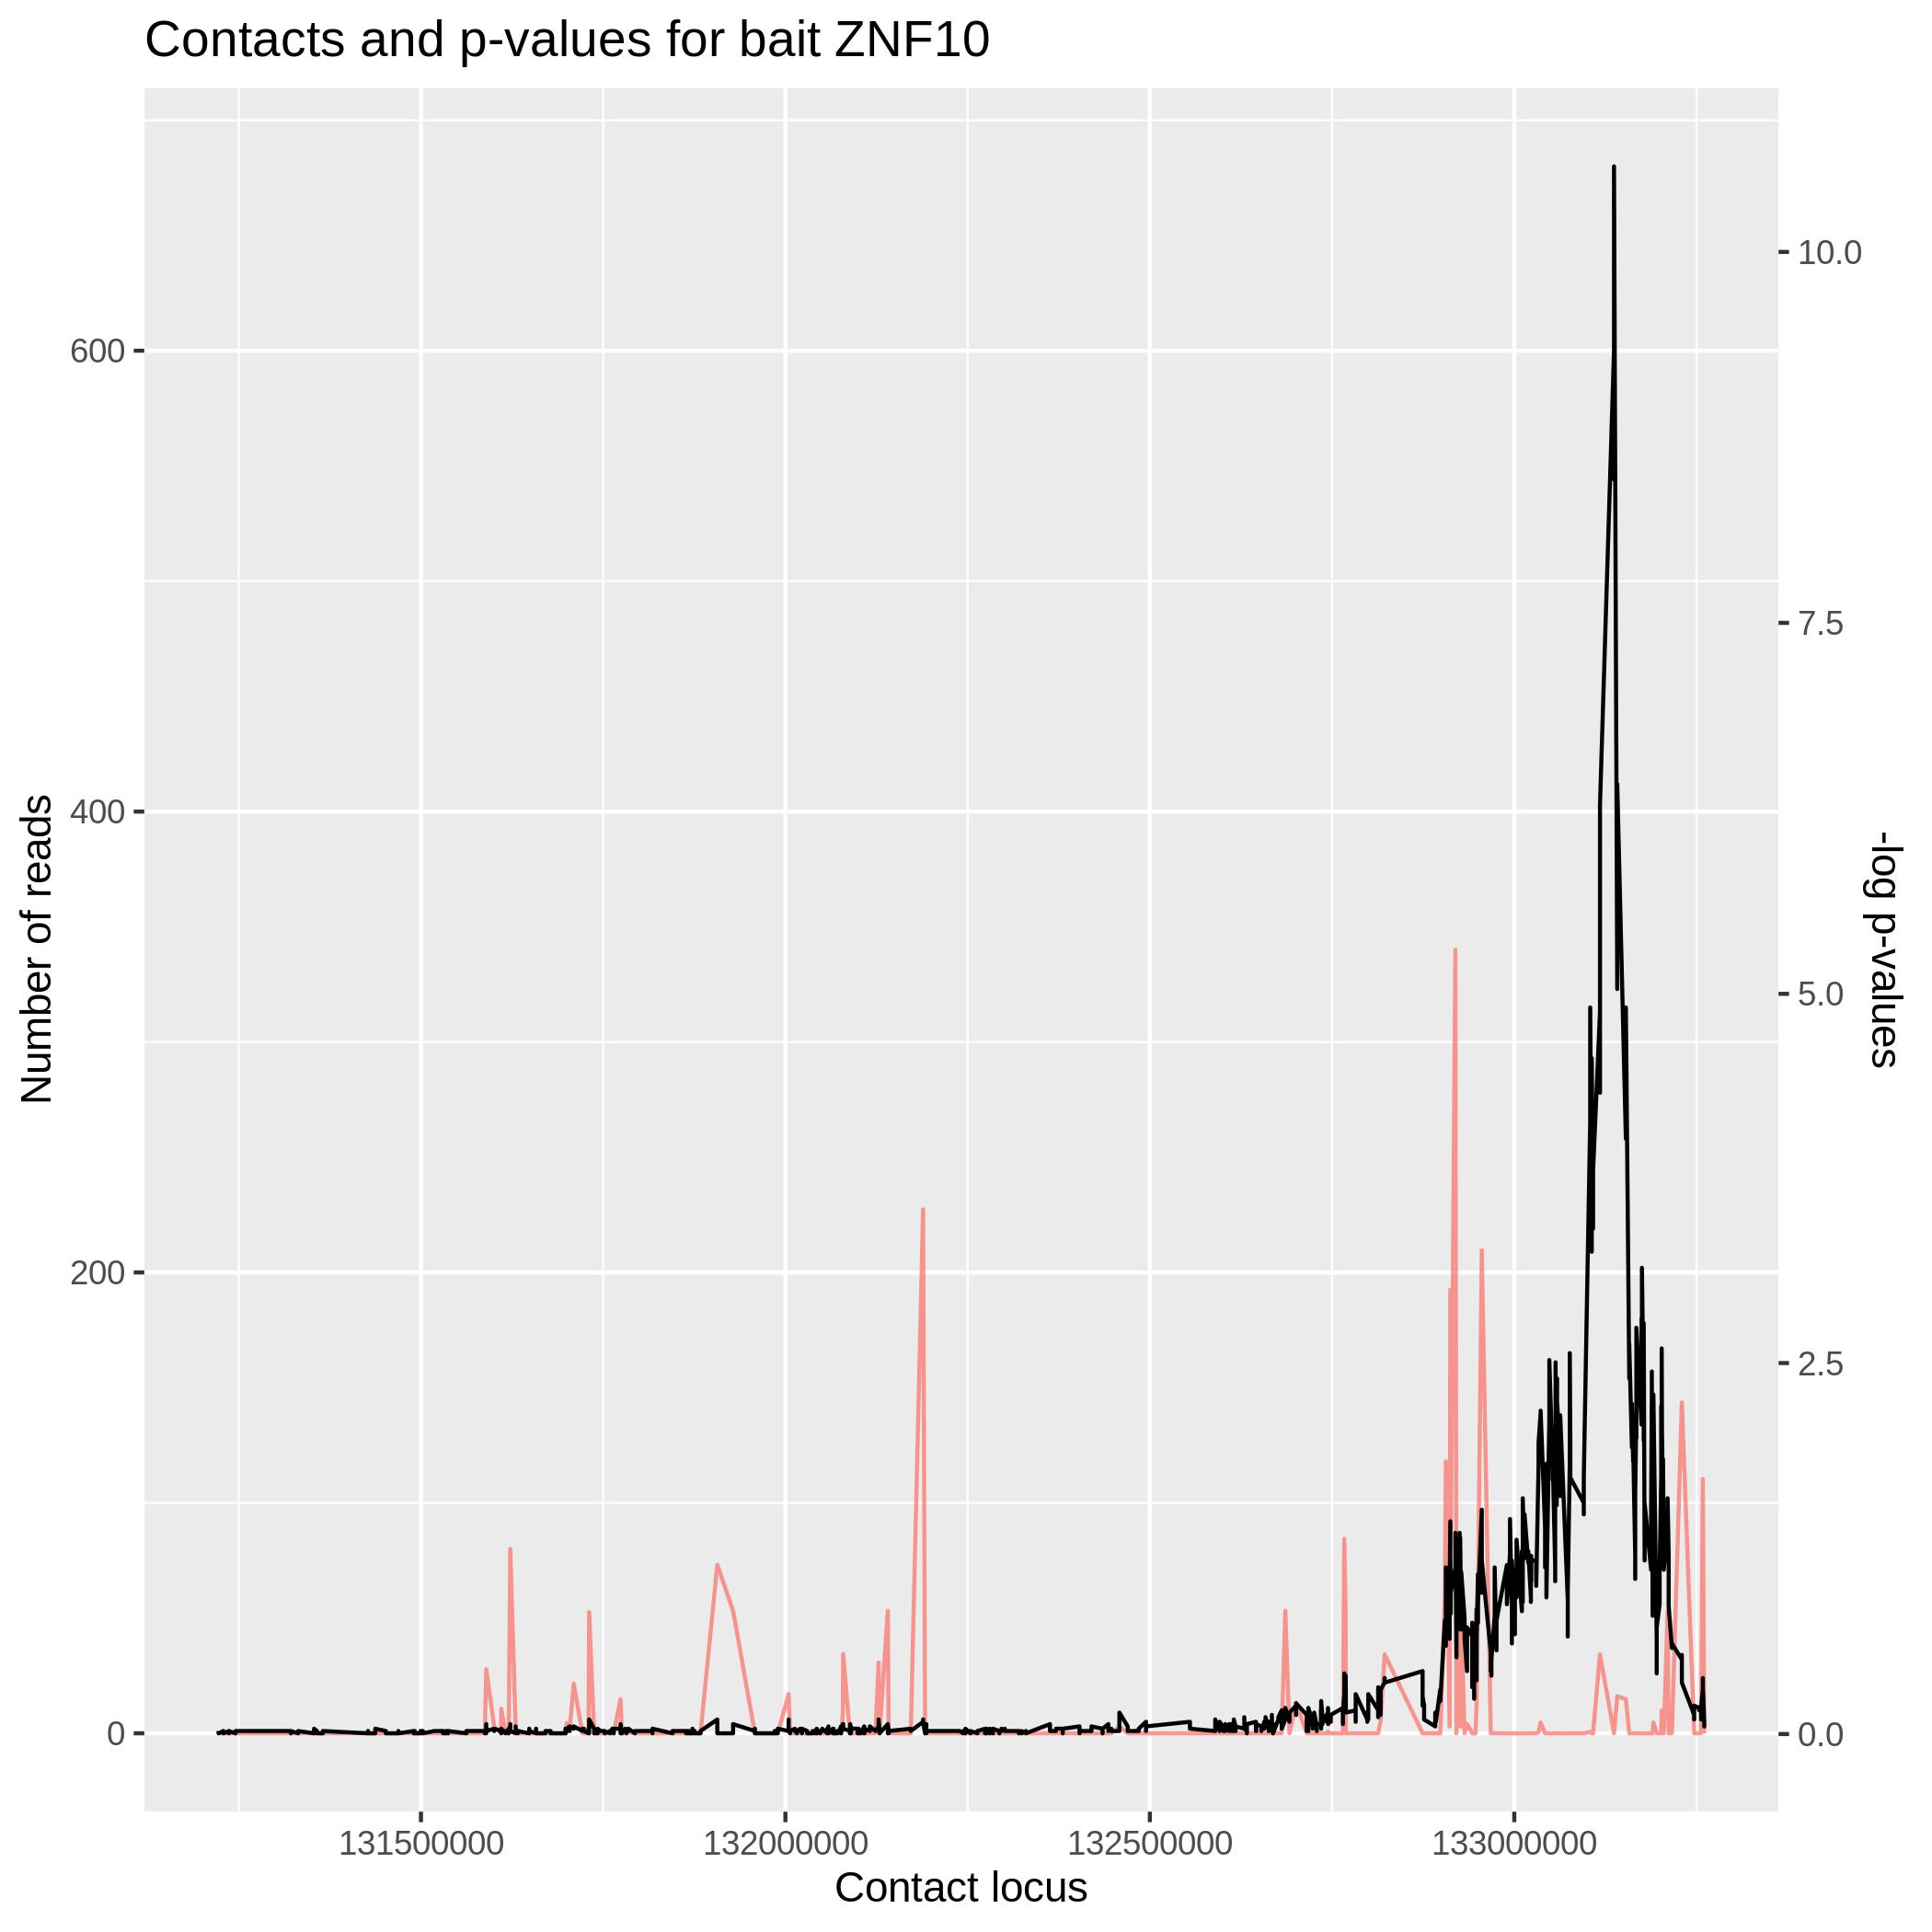 Contacts and p-values for bait ZNF10
Number of reads
600
400
200
0
10.0
7.5
5.0
2.5
0.0
-log p-values
131500000 132000000 132500000 133000000
Contact locus